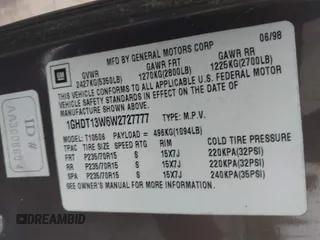 06/98
GM
MFD BY GENERAL MOTORS CORP
GVWR GAWR FRT GAWR RR
2427KG(5350LB) 1270KG(2800LB) 1225KG(2700LB)
THIS VEHICLE CONFORMS TO ALL APPLICABLE U.S. FEDERAL MOTOR
VEHICLE SAFETY STANDARDS IN EFFECT ON THE DATE OF
MANUFACTURE SHOWN ABOVE.
1GHDT13W6W2727777 TYPE: M.P.V.
T10506 PAYLOAD = 496KG(1094LB)
TPAC TIRE SIZE SPEED RTG RIM COLD TIRE PRESSURE
FRT P235/70R15 S 15X7J 220KPA(32PSI)
RR P235/70R15 S 15X7J 220KPA(32PSI)
SPA P235/70R15 S 15X7J 240KPA(35PSI)
SEE OWNER'S MANUAL FOR ADDITIONAL INFORMATION
ID#
DREAMBID